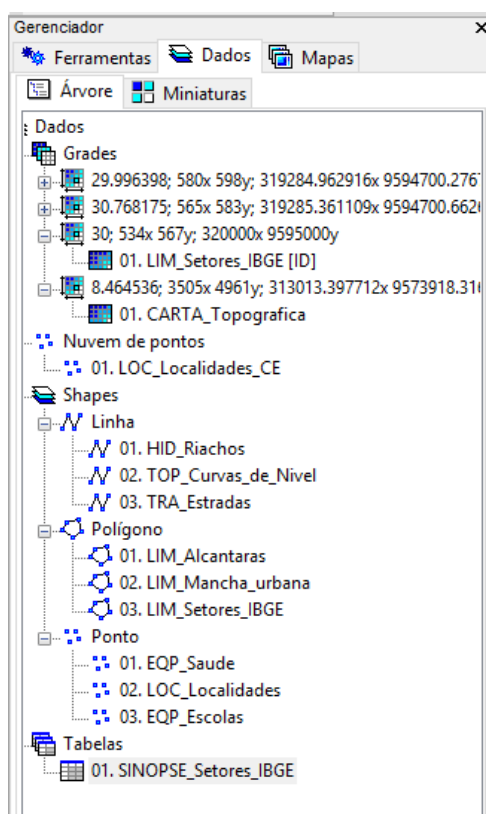 Gerenciador
Ferramentas Dados Mapas
Árvore Miniaturas
Dados
Grades
29.996398; 580x 598y; 319284.962916x 9594700.276
30.768175; 565x 583y; 319285.361109x 9594700.662
30; 534x 567y; 320000x 9595000y
01. LIM_Setores_IBGE [ID]
8.464536; 3505x 4961y; 313013.397712x 9573918.31
01. CARTA_Topografica
Nuvem de pontos
01. LOC_Localidades_CE
Shapes
Linha
01. HID_Riachos
02. TOP_Curvas_de_Nivel
03. TRA_Estradas
Polígono
01. LIM_Alcantaras
02. LIM_Mancha_urbana
03. LIM_Setores_IBGE
Ponto
01. EQP_Saude
02. LOC_Localidades
03. EQP_Escolas
Tabelas
01. SINOPSE_Setores_IBGE